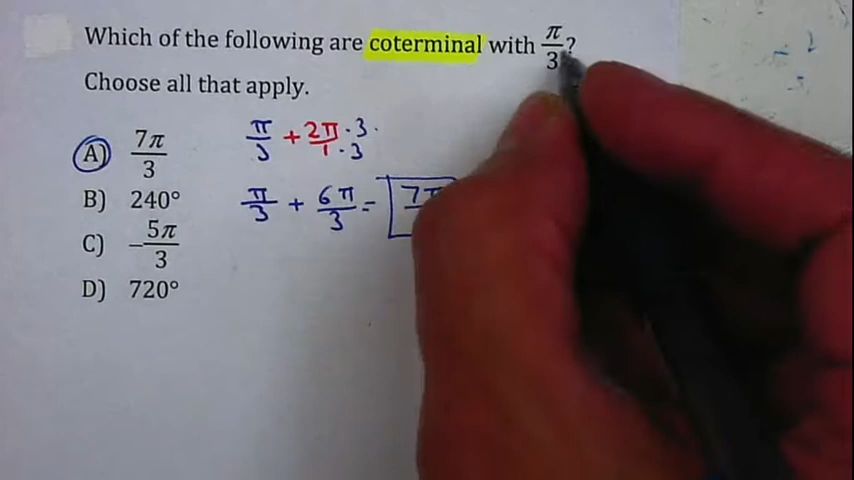 Which of the following are coterminal with π/3?
Choose all that apply.
A) 7π/3
B) 240°
C) −5π/3
D) 720°
π/3 + 2π/1 · 3 · 3
π/3 + 6π/3 = 7π